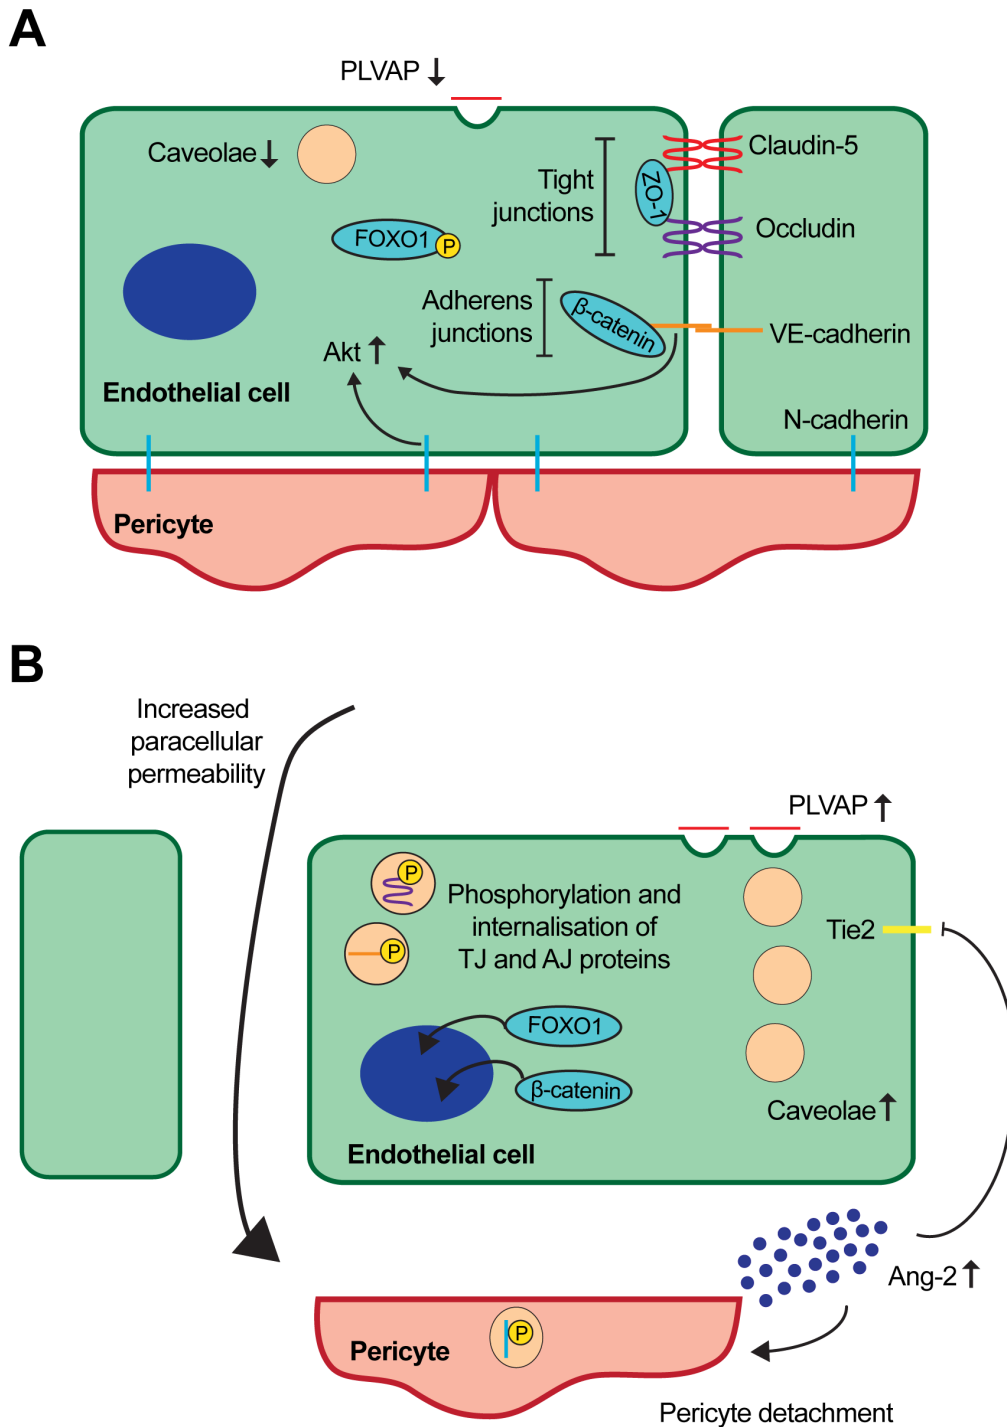 A
PLVAP ↓
Caveolae ↓
Claudin-5
Tight
junctions
ZO-1
Occludin
FOXO1
P
Adherens
junctions
β-catenin
VE-cadherin
Akt ↑
Endothelial cell
N-cadherin
Pericyte
B
Increased
paracellular
permeability
PLVAP ↑
P
Phosphorylation and
internalisation of
TJ and AJ proteins
P
Tie2
FOXO1
β-catenin
Caveolae ↑
Endothelial cell
Ang-2 ↑
P
Pericyte
Pericyte detachment